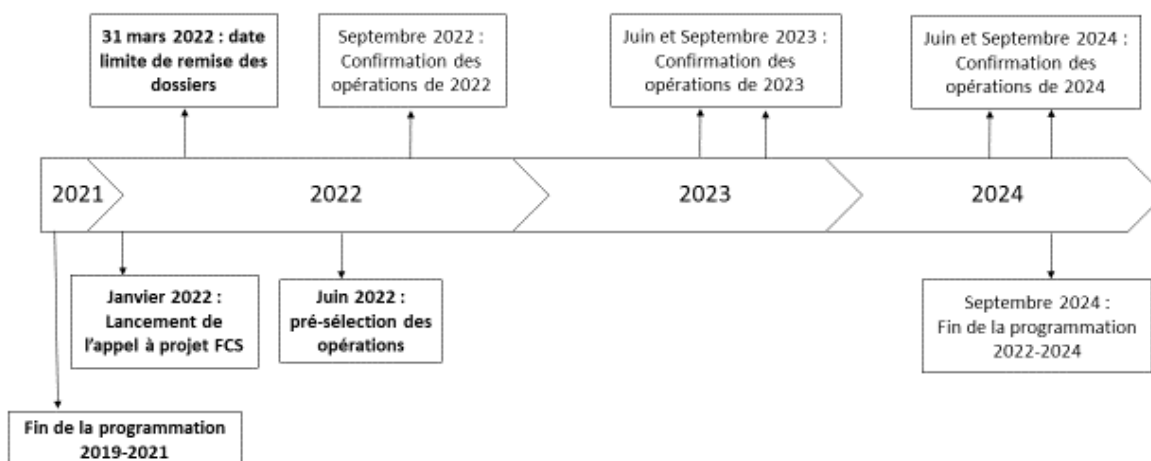 31 mars 2022 : date
limite de remise des
dossiers
Septembre 2022 :
Confirmation des
opérations de 2022
Juin et Septembre 2023 :
Confirmation des
opérations de 2023
Juin et Septembre 2024 :
Confirmation des
opérations de 2024
2021
2022
2023
2024
Janvier 2022 :
Lancement de
l'appel à projet FCS
Juin 2022 :
pré-sélection des
opérations
Septembre 2024 :
Fin de la programmation
2022-2024
Fin de la programmation
2019-2021